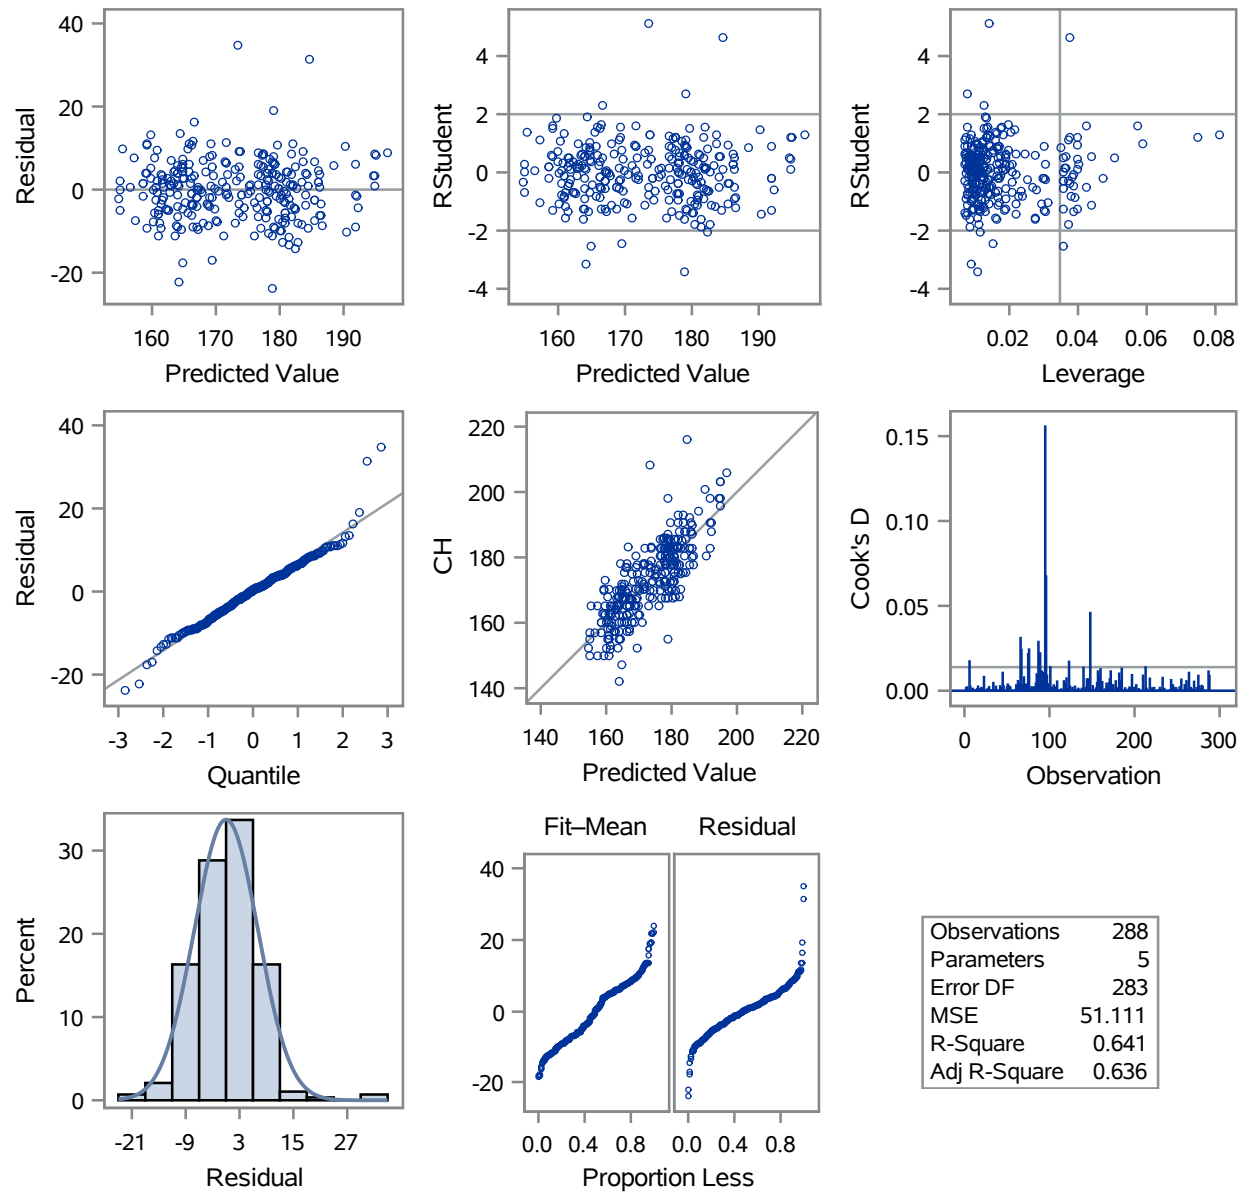 40
20
0
-20
Residual
160 170 180 190
Predicted Value
4
2
0
-2
-4
RStudent
160 170 180 190
Predicted Value
4
2
0
-2
-4
RStudent
0.02 0.04 0.06 0.08
Leverage
40
20
0
-20
Residual
-3 -2 -1 0 1 2 3
Quantile
220
200
180
160
140
CH
140 160 180 200 220
Predicted Value
0.15
0.10
0.05
0.00
Cook's D
0 100 200 300
Observation
30
20
10
0
Percent
-21 -9 3 15 27
Residual
Fit–Mean Residual
40
20
0
-20
0.0 0.4 0.8 0.0 0.4 0.8
Proportion Less
Observations 288
Parameters 5
Error DF 283
MSE 51.111
R-Square 0.641
Adj R-Square 0.636